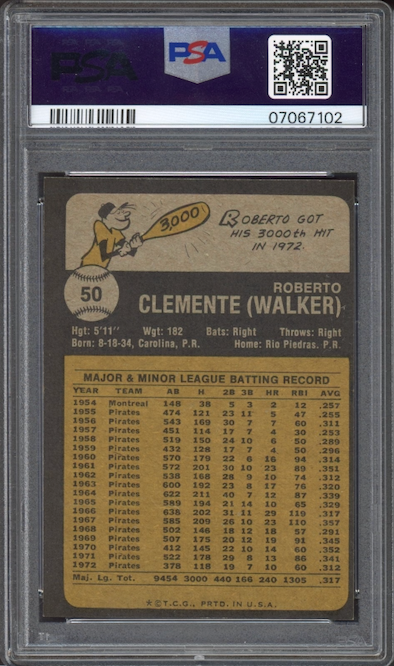 PSA
PSA
07067102
3,000
ROBERTO GOT
HIS 3000th HIT
IN 1972.
50
ROBERTO
CLEMENTE (WALKER)
Hgt: 5'11" Wgt: 182 Bats: Right Throws: Right
Born: 8-18-34, Carolina, P.R. Home: Rio Piedras, P.R.
MAJOR & MINOR LEAGUE BATTING RECORD
YEAR TEAM AB H 2B 3B HR RBI AVG
1954 Montreal 148 38 5 3 2 12 .257
1955 Pirates 474 121 23 11 5 47 .255
1956 Pirates 543 169 30 7 7 60 .311
1957 Pirates 451 114 17 7 4 30 .253
1958 Pirates 519 150 24 10 6 50 .289
1959 Pirates 432 128 17 7 4 50 .296
1960 Pirates 570 179 22 6 16 94 .314
1961 Pirates 572 201 30 10 23 89 .351
1962 Pirates 538 168 28 9 10 74 .312
1963 Pirates 600 192 23 8 17 76 .320
1964 Pirates 622 211 40 7 12 87 .339
1965 Pirates 589 194 21 14 10 65 .329
1966 Pirates 638 202 31 11 29 119 .317
1967 Pirates 585 209 26 10 23 110 .357
1968 Pirates 502 146 18 12 18 57 .291
1969 Pirates 507 175 20 12 19 91 .345
1970 Pirates 412 145 22 10 14 60 .352
1971 Pirates 522 178 29 8 13 86 .341
1972 Pirates 378 118 19 7 10 60 .312
Maj. Lg. Tot. 9454 3000 440 166 240 1305 .317
*© T.C.G., PRTD. IN U.S.A.